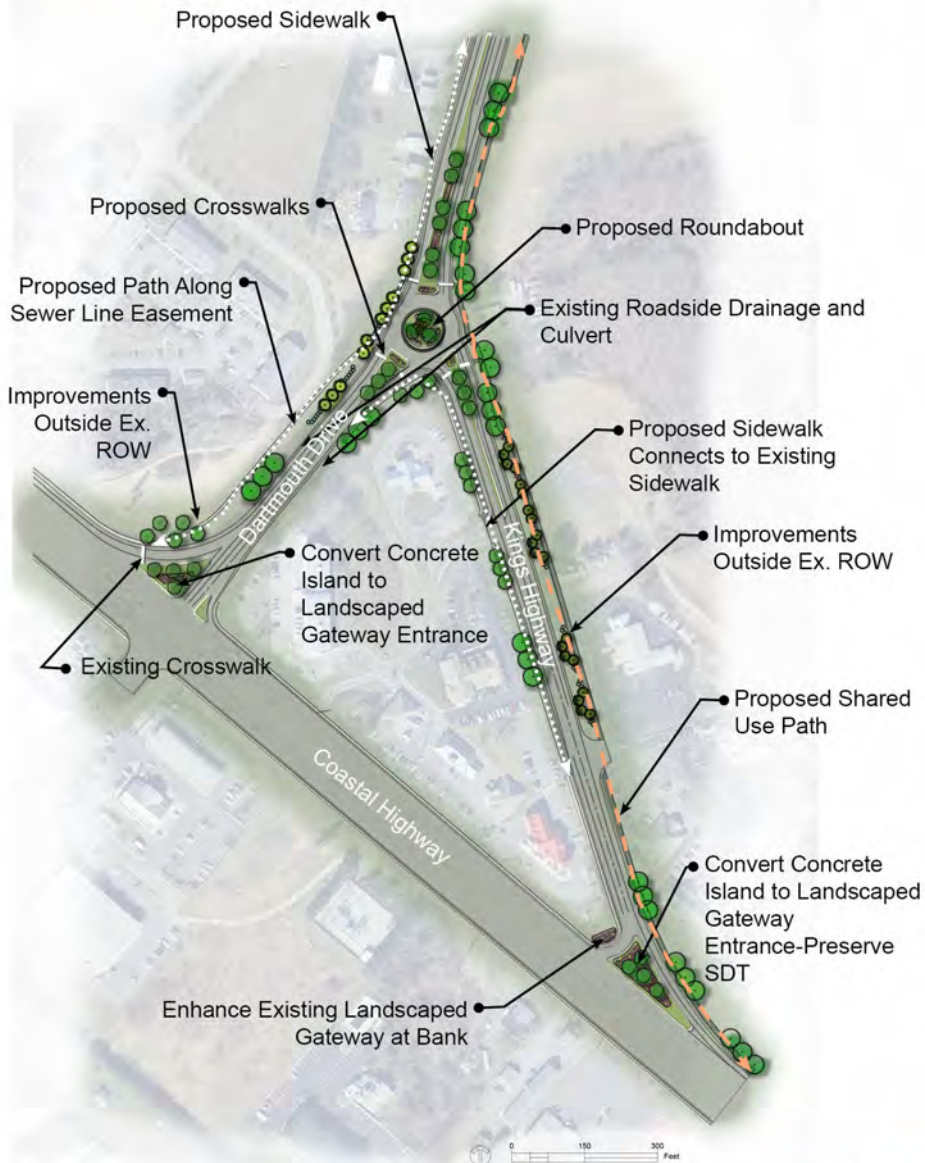 Proposed Sidewalk
Proposed Crosswalks
Proposed Roundabout
Proposed Path Along
Sewer Line Easement
Existing Roadside Drainage and
Culvert
Improvements
Outside Ex.
ROW
Proposed Sidewalk
Connects to Existing
Sidewalk
Dartmouth Drive
Kings Highway
Improvements
Outside Ex. ROW
Convert Concrete
Island to
Landscaped
Gateway Entrance
Existing Crosswalk
Proposed Shared
Use Path
Coastal Highway
Convert Concrete
Island to Landscaped
Gateway
Entrance-Preserve
SDT
Enhance Existing Landscaped
Gateway at Bank
0 150 300
Feet